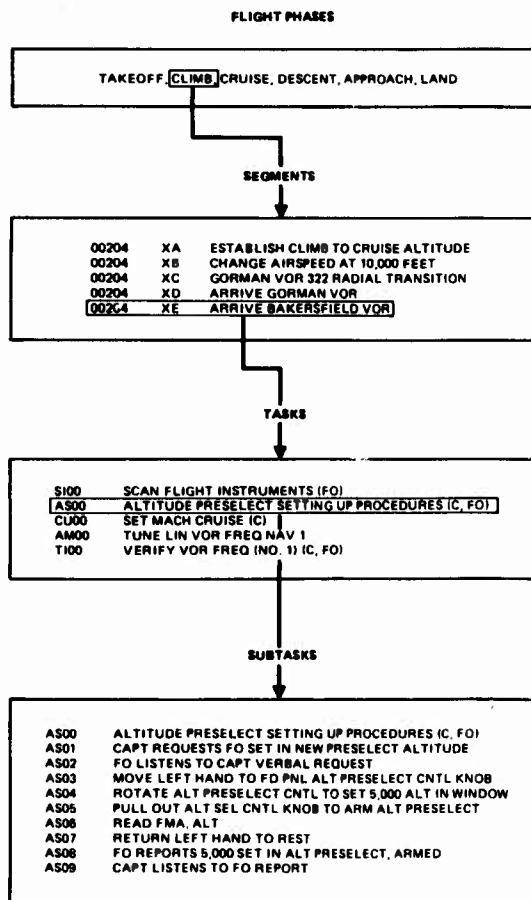 FLIGHT PHASES
TAKEOFF, CLIMB, CRUISE, DESCENT, APPROACH, LAND
SEGMENTS
00204 XA ESTABLISH CLIMB TO CRUISE ALTITUDE
00204 XB CHANGE AIRSPEED AT 10,000 FEET
00204 XC GORMAN VOR 322 RADIAL TRANSITION
00204 XD ARRIVE GORMAN VOR
00204 XE ARRIVE BAKERSFIELD VOR
TASKS
SI00 SCAN FLIGHT INSTRUMENTS (FO)
AS00 ALTITUDE PRESELECT SETTING UP PROCEDURES (C, FO)
CU00 SET MACH CRUISE (C)
AM00 TUNE LIN VOR FREQ NAV 1
TI00 VERIFY VOR FREQ (NO. 1) (C, FO)
SUBTASKS
AS00 ALTITUDE PRESELECT SETTING UP PROCEDURES (C, FO)
AS01 CAPT REQUESTS FO SET IN NEW PRESELECT ALTITUDE
AS02 FO LISTENS TO CAPT VERBAL REQUEST
AS03 MOVE LEFT HAND TO FD PNL ALT PRESELECT CNTL KNOB
AS04 ROTATE ALT PRESELECT CNTL TO SET 5,000 ALT IN WINDOW
AS05 PULL OUT ALT SEL CNTL KNOB TO ARM ALT PRESELECT
AS06 READ FMA, ALT
AS07 RETURN LEFT HAND TO REST
AS08 FO REPORTS 5,000 SET IN ALT PRESELECT, ARMED
AS09 CAPT LISTENS TO FO REPORT